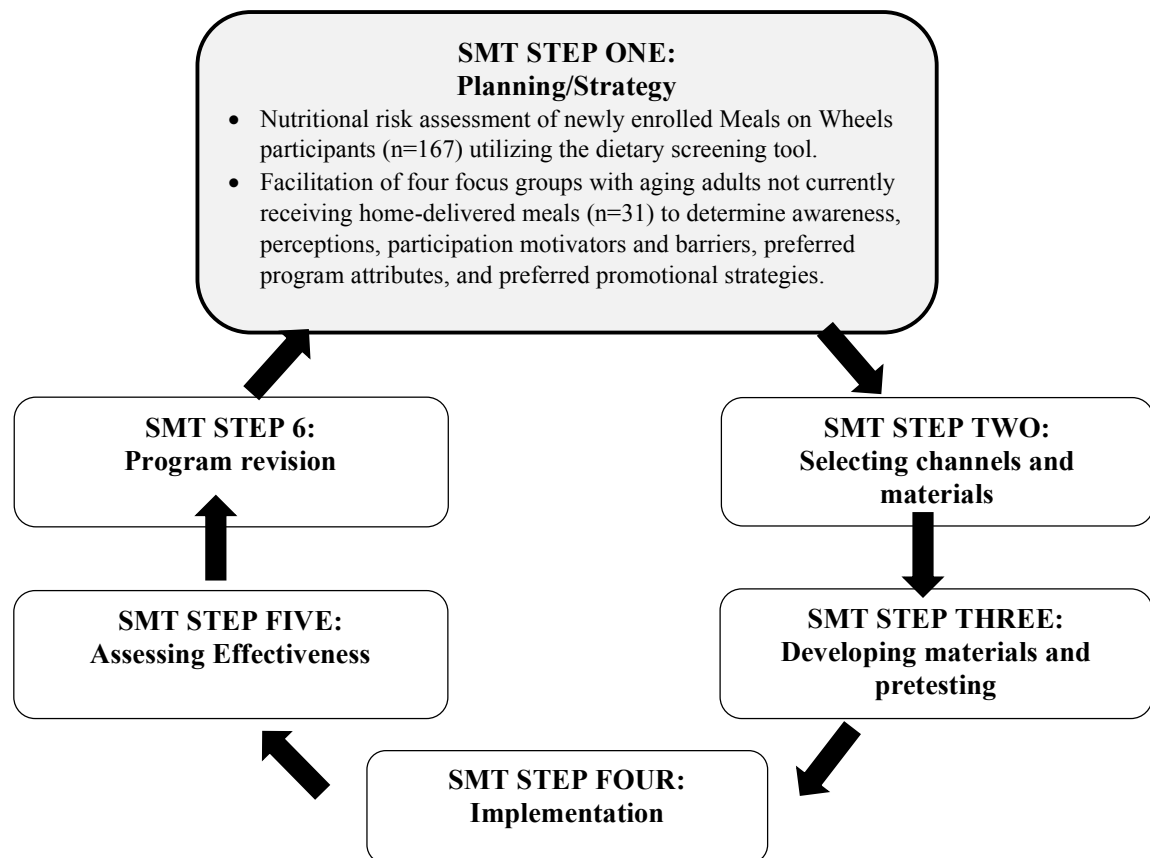 SMT STEP ONE:
Planning/Strategy
• Nutritional risk assessment of newly enrolled Meals on Wheels
participants (n=167) utilizing the dietary screening tool.
• Facilitation of four focus groups with aging adults not currently
receiving home-delivered meals (n=31) to determine awareness,
perceptions, participation motivators and barriers, preferred
program attributes, and preferred promotional strategies.
SMT STEP TWO:
Selecting channels and
materials
SMT STEP THREE:
Developing materials and
pretesting
SMT STEP FOUR:
Implementation
SMT STEP FIVE:
Assessing Effectiveness
SMT STEP 6:
Program revision